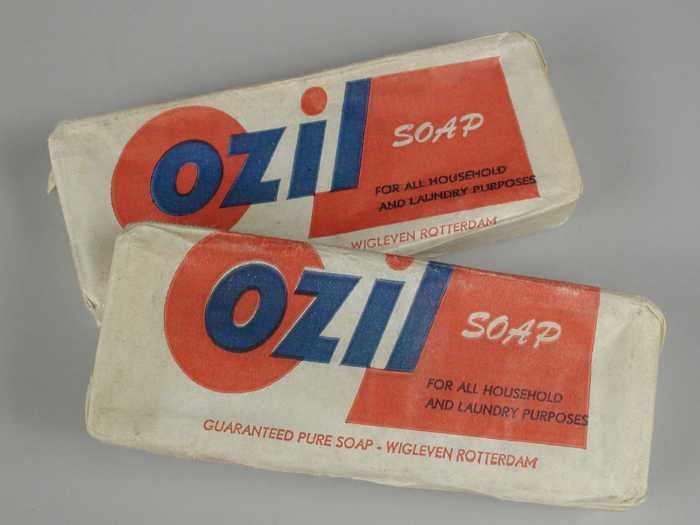 Ozil
SOAP
FOR ALL HOUSEHOLD
AND LAUNDRY PURPOSES
WIGLEVEN ROTTERDAM
Ozil
SOAP
FOR ALL HOUSEHOLD
AND LAUNDRY PURPOSES
GUARANTEED PURE SOAP - WIGLEVEN ROTTERDAM